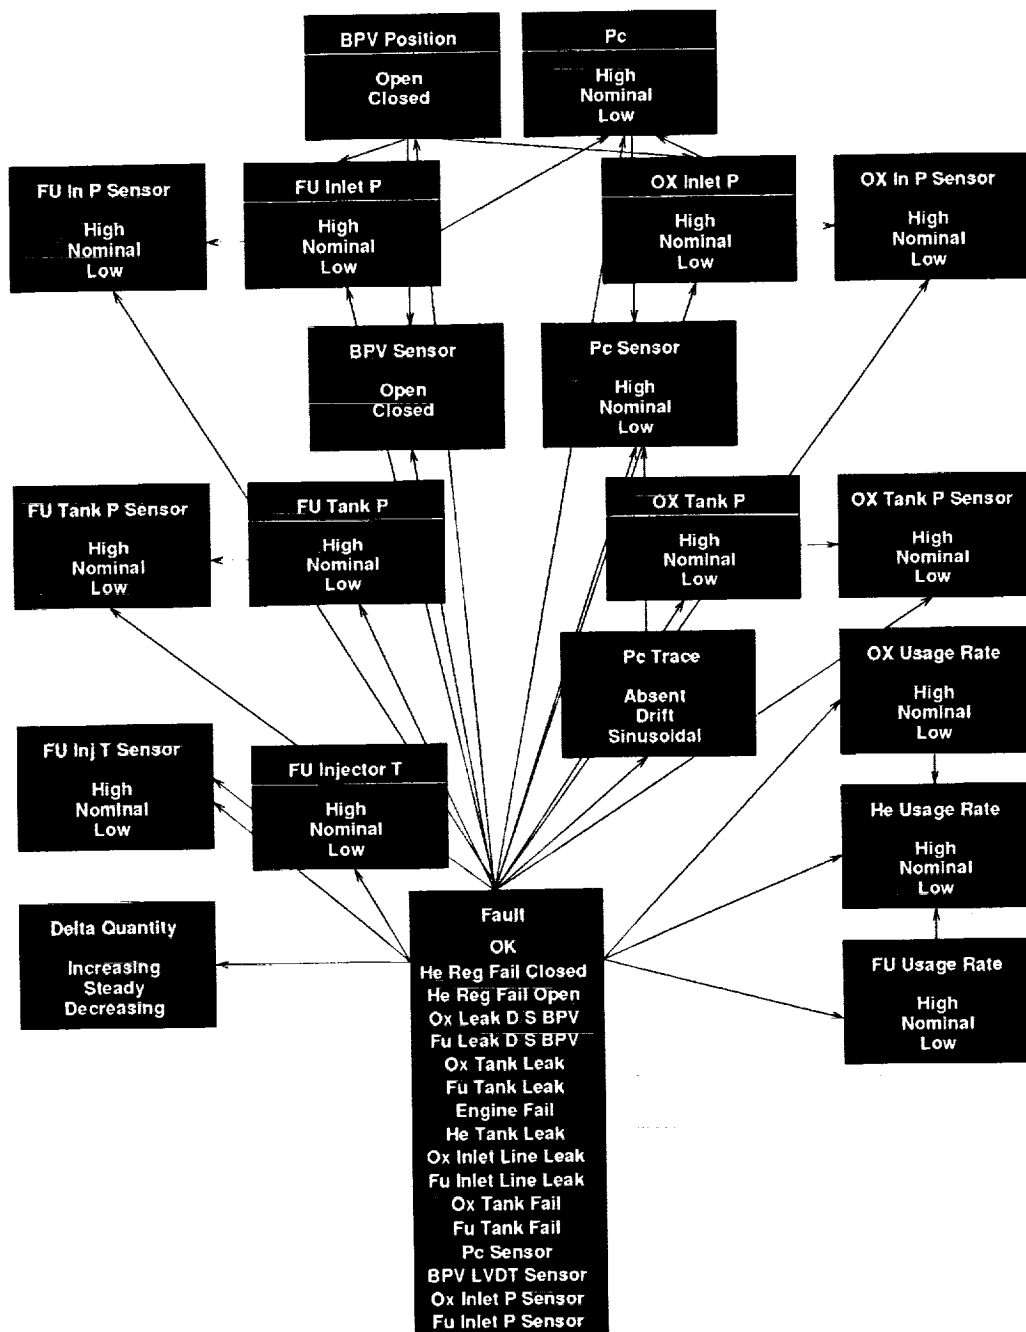 BPV Position
Open
Closed
Pc
High
Nominal
Low
FU In P Sensor
High
Nominal
Low
FU Inlet P
High
Nominal
Low
OX Inlet P
High
Nominal
Low
OX In P Sensor
High
Nominal
Low
BPV Sensor
Open
Closed
Pc Sensor
High
Nominal
Low
FU Tank P Sensor
High
Nominal
Low
FU Tank P
High
Nominal
Low
OX Tank P
High
Nominal
Low
OX Tank P Sensor
High
Nominal
Low
Pc Trace
Absent
Drift
Sinusoidal
OX Usage Rate
High
Nominal
Low
FU Inj T Sensor
High
Nominal
Low
FU Injector T
High
Nominal
Low
He Usage Rate
High
Nominal
Low
Delta Quantity
Increasing
Steady
Decreasing
FU Usage Rate
High
Nominal
Low
Fault
OK
He Reg Fail Closed
He Reg Fail Open
Ox Leak D S BPV
Fu Leak D S BPV
Ox Tank Leak
Fu Tank Leak
Engine Fail
He Tank Leak
Ox Inlet Line Leak
Fu Inlet Line Leak
Ox Tank Fail
Fu Tank Fail
Pc Sensor
BPV LVDT Sensor
Ox Inlet P Sensor
Fu Inlet P Sensor